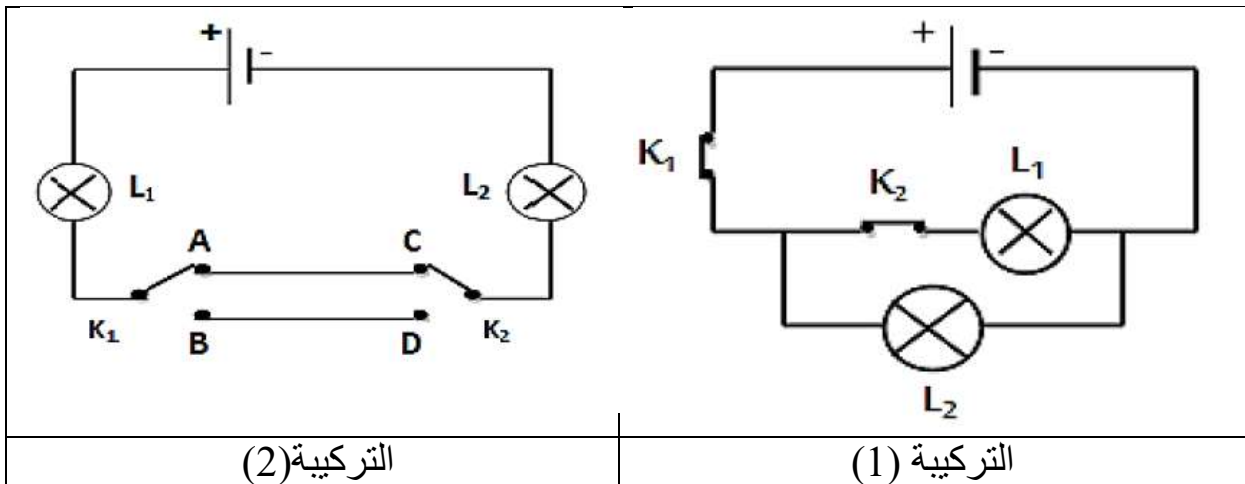 + -
L₁
L₂
A
C
K₁
B
D
K₂
+ -
K₁
K₂
L₁
L₂
التركيبة (1)
التركيبة(2)